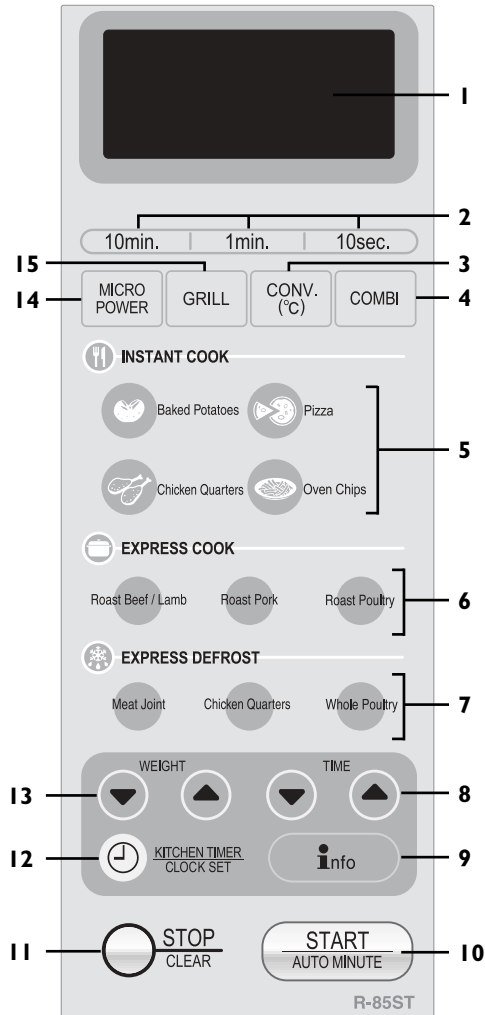 1
2
10min. 1min. 10sec.
15 3
14 MICRO POWER GRILL CONV. (°C) COMBI 4
INSTANT COOK
Baked Potatoes Pizza
5
Chicken Quarters Oven Chips
EXPRESS COOK
Roast Beef / Lamb Roast Pork Roast Poultry 6
EXPRESS DEFROST
Meat Joint Chicken Quarters Whole Poultry 7
WEIGHT TIME
13 8
12 KITCHEN TIMER info 9
CLOCK SET
11 STOP START 10
CLEAR AUTO MINUTE
R-85ST